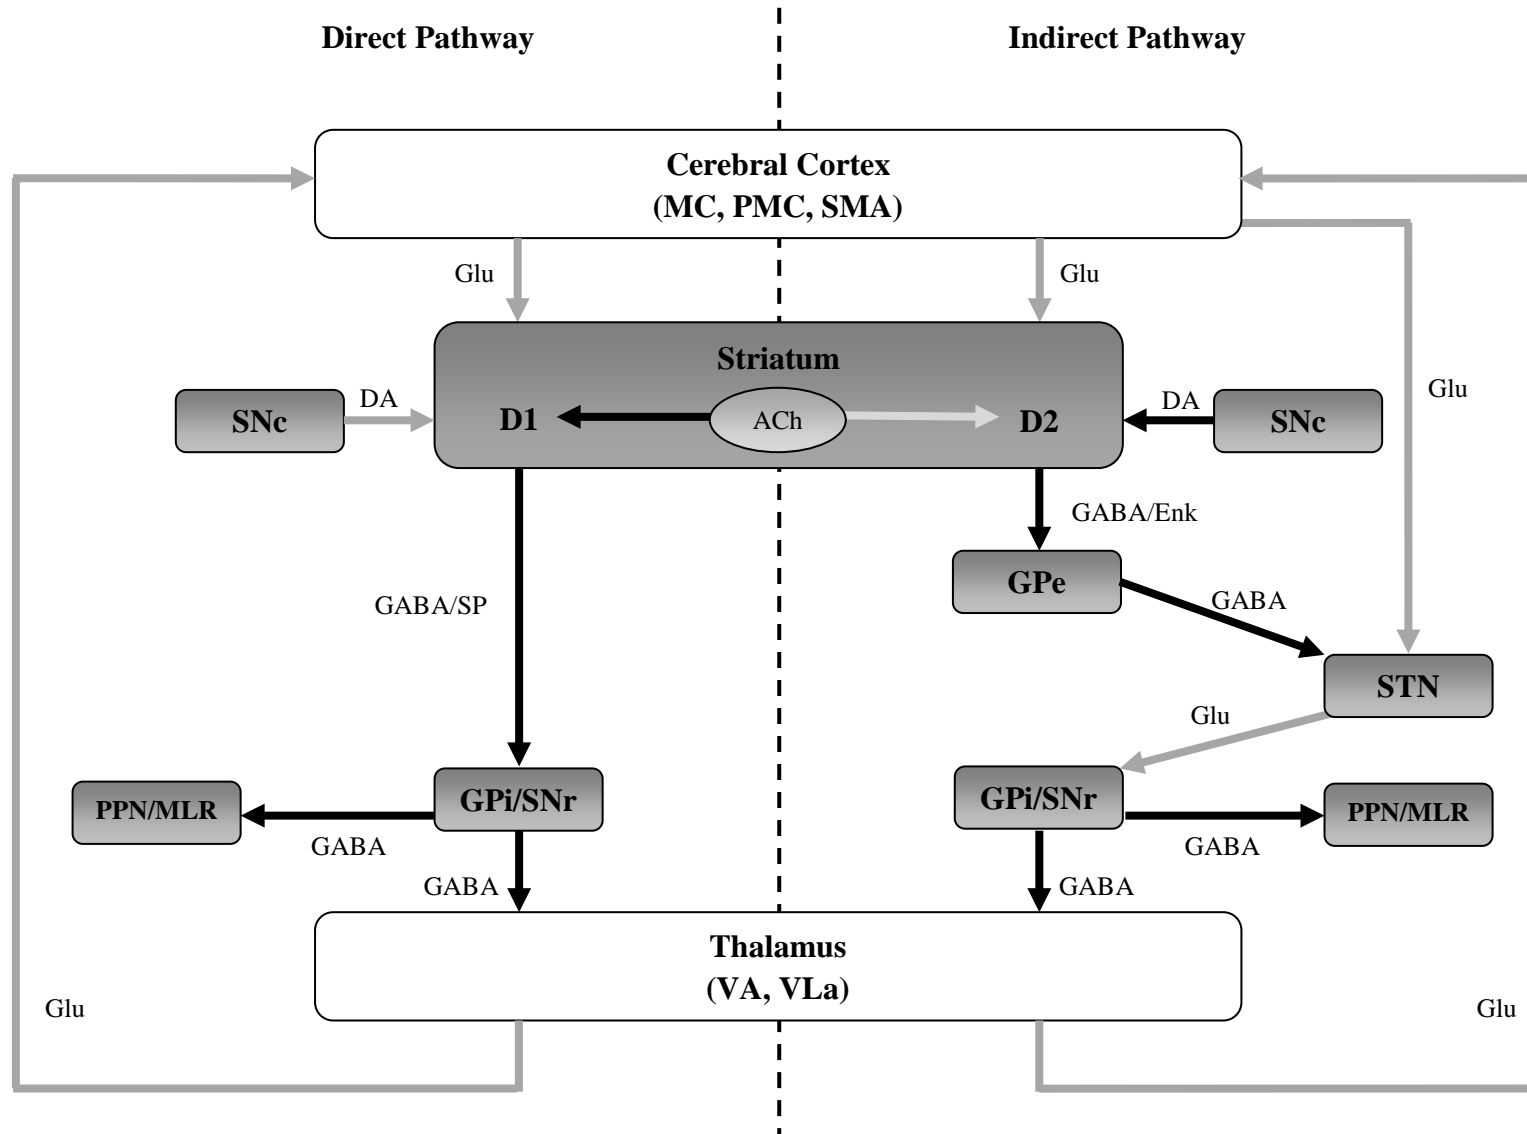 Direct Pathway
Indirect Pathway
Cerebral Cortex
(MC, PMC, SMA)
Glu
Glu
Striatum
SNc
DA
D1
ACh
D2
DA
SNc
Glu
GABA/Enk
GPe
GABA/SP
GABA
STN
Glu
PPN/MLR
GPi/SNr
GPi/SNr
PPN/MLR
GABA
GABA
GABA
GABA
Thalamus
(VA, VLa)
Glu
Glu